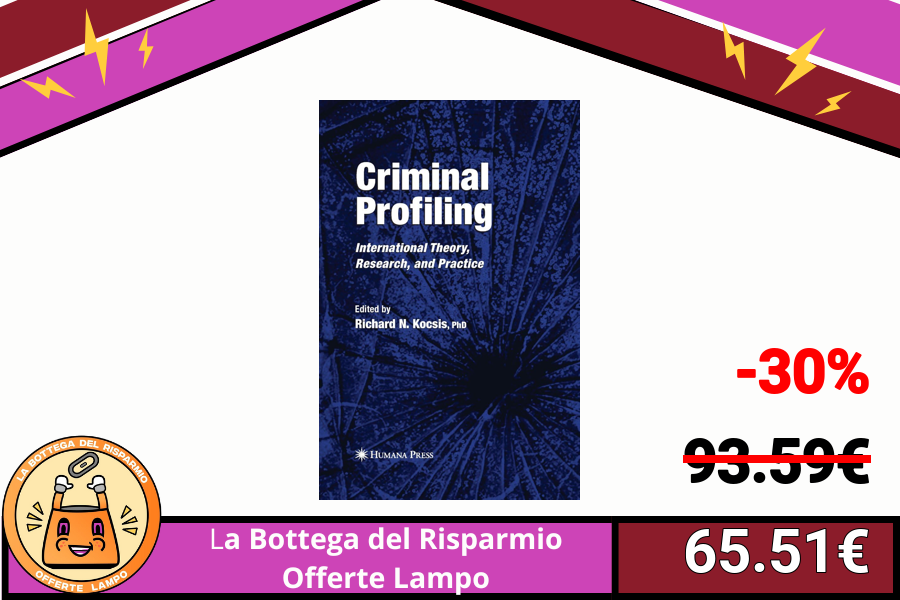 Criminal
Profiling
International Theory,
Research, and Practice
Edited by
Richard N. Kocsis, PhD
HUMANA PRESS
-30%
93.59€
65.51€
LA BOTTEGA DEL RISPARMIO
OFFERTE LAMPO
La Bottega del Risparmio
Offerte Lampo